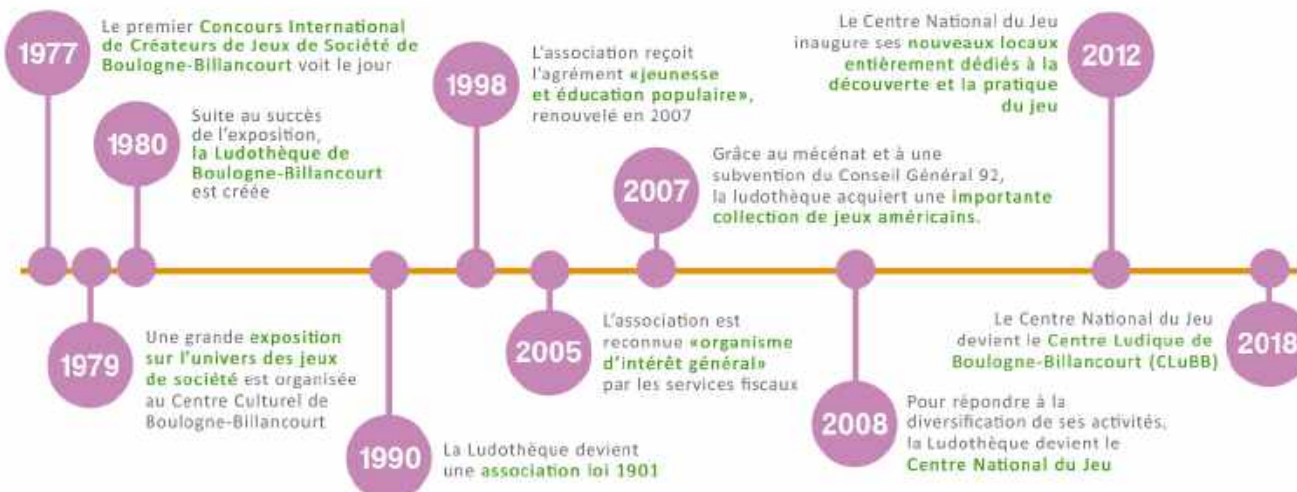 1977
Le premier Concours International
de Créateurs de Jeux de Société de
Boulogne-Billancourt voit le jour
1979
Une grande exposition
sur l'univers des jeux
de société est organisée
au Centre Culturel de
Boulogne-Billancourt
1980
Suite au succès
de l'exposition,
la Ludothèque de
Boulogne-Billancourt
est créée
1990
La Ludothèque devient
une association loi 1901
1998
L'association reçoit
l'agrément «jeunesse
et éducation populaire»,
renouvelé en 2007
2005
L'association est
reconnue «organisme
d'intérêt général»
par les services fiscaux
2007
Grâce au mécénat et à une
subvention du Conseil Général 92,
la ludothèque acquiert une importante
collection de jeux américains.
2008
Pour répondre à la
diversification de ses activités,
la Ludothèque devient le
Centre National du Jeu
2012
Le Centre National du Jeu
inaugure ses nouveaux locaux
entièrement dédiés à la
découverte et la pratique
du jeu
2018
Le Centre National du Jeu
devient le Centre Ludique de
Boulogne-Billancourt (CLuBB)